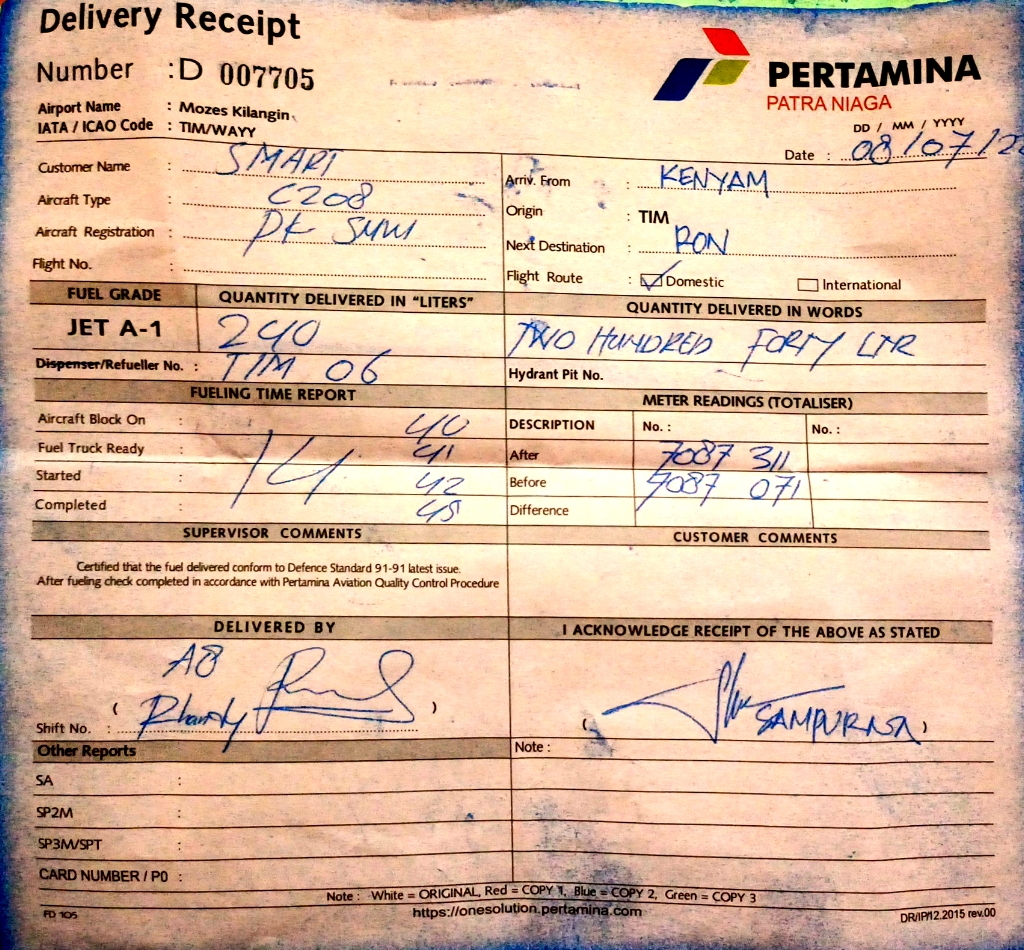 Delivery Receipt
Number : D 007705
PERTAMINA
PATRA NIAGA
Airport Name : Mozes Kilangin
IATA / ICAO Code : TIM/WAYY
DD / MM / YYYY
Date : 08/07/2
Customer Name : SMART
Aircraft Type : C208
Aircraft Registration : PK
Flight No. :
Arriv. From : KENYAM
Origin : TIM
Next Destination : RON
Flight Route : Domestic International
FUEL GRADE QUANTITY DELIVERED IN "LITERS" QUANTITY DELIVERED IN WORDS
JET A-1 240 TWO HUNDRED FORTY LTR
Dispenser/Refueller No. : TIM 06 Hydrant Pit No.
FUELING TIME REPORT
Aircraft Block On : 40
Fuel Truck Ready : 14 41
Started : 42
Completed : 45
METER READINGS (TOTALISER)
DESCRIPTION No. : No. :
After 7087 311
Before 7087 071
Difference
SUPERVISOR COMMENTS CUSTOMER COMMENTS
Certified that the fuel delivered conform to Defence Standard 91-91 latest issue.
After fueling check completed in accordance with Pertamina Aviation Quality Control Procedure
DELIVERED BY I ACKNOWLEDGE RECEIPT OF THE ABOVE AS STATED
A8
( )
Shift No. :
( SAMPURNA )
Other Reports Note :
SA :
SP2M :
SP3M/SPT :
CARD NUMBER / P0 :
Note : White = ORIGINAL, Red = COPY 1, Blue = COPY 2, Green = COPY 3
FD 105 https://onesolution.pertamina.com DR/IP/12.2015 rev.00